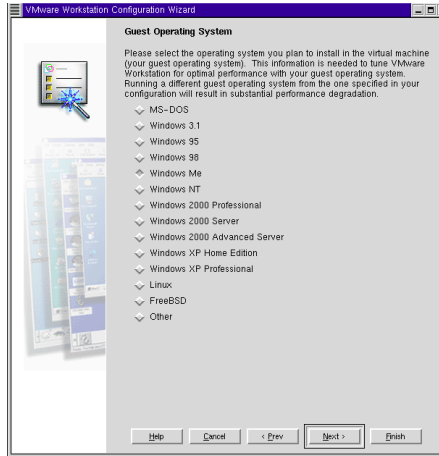 VMware Workstation Configuration Wizard
Guest Operating System
Please select the operating system you plan to install in the virtual machine
(your guest operating system). This information is needed to tune VMware
Workstation for optimal performance with your guest operating system.
Running a different guest operating system from the one specified in your
configuration will result in substantial performance degradation.
MS-DOS
Windows 3.1
Windows 95
Windows 98
Windows Me
Windows NT
Windows 2000 Professional
Windows 2000 Server
Windows 2000 Advanced Server
Windows XP Home Edition
Windows XP Professional
Linux
FreeBSD
Other
Help Cancel < Prev Next > Finish